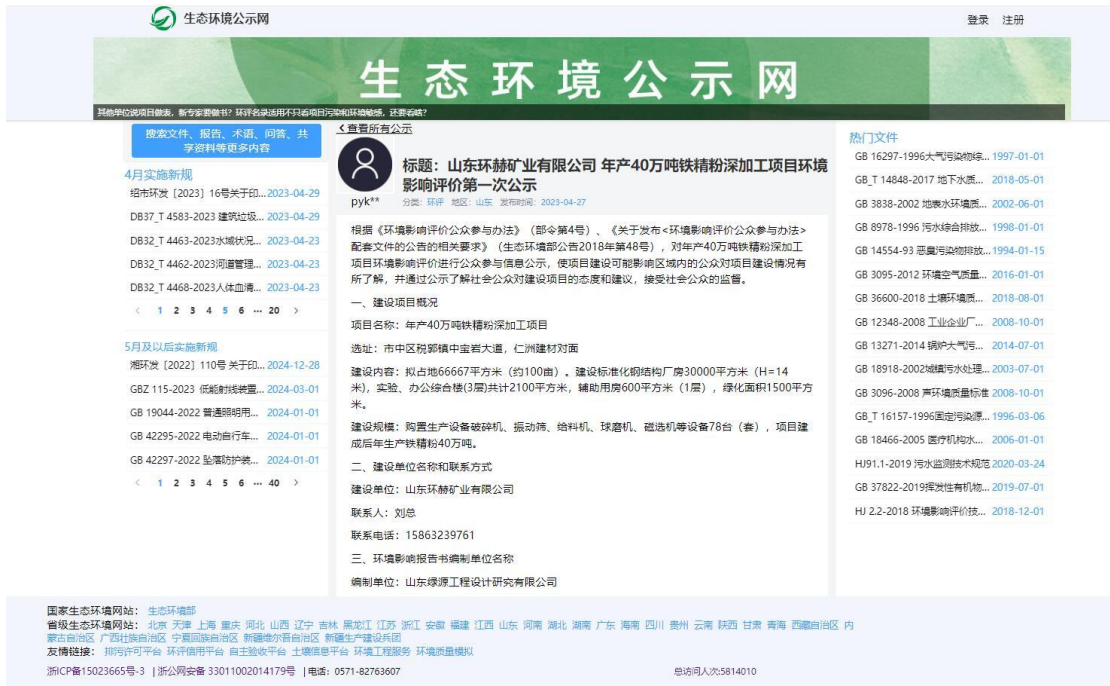 生态环境公示网
登录 注册
生态环境公示网
其他单位说项目做表，新专家要做书？环评名录适用不只看项目污染和环境敏感，还要看啥？
搜索文件、报告、术语、问答、共
享资料等更多内容
4月实施新规
绍市环发〔2023〕16号关于印... 2023-04-29
DB37_T 4583-2023 建筑垃圾... 2023-04-29
DB32_T 4463-2023水域状况... 2023-04-23
DB32_T 4462-2023河道管理... 2023-04-23
DB32_T 4468-2023人体血清... 2023-04-23
< 1 2 3 4 5 6 ··· 20 >
5月及以后实施新规
湘环发〔2022〕110号 关于印... 2024-12-28
GBZ 115-2023 低能射线装置... 2024-03-01
GB 19044-2022 普通照明用... 2024-01-01
GB 42295-2022 电动自行车... 2024-01-01
GB 42297-2022 坠落防护装... 2024-01-01
< 1 2 3 4 5 6 ··· 40 >
<查看所有公示
pyk**
标题：山东环赫矿业有限公司 年产40万吨铁精粉深加工项目环境
影响评价第一次公示
分类：环评 地区：山东 发布时间：2023-04-27
根据《环境影响评价公众参与办法》（部令第4号）、《关于发布<环境影响评价公众参与办法>
配套文件的公告的相关要求》（生态环境部公告2018年第48号），对年产40万吨铁精粉深加工
项目环境影响评价进行公众参与信息公示，使项目建设可能影响区域内的公众对项目建设情况有
所了解，并通过公示了解社会公众对建设项目的态度和建议，接受社会公众的监督。
一、建设项目概况
项目名称：年产40万吨铁精粉深加工项目
选址：市中区税郭镇中宝岩大道，仁洲建材对面
建设内容：拟占地66667平方米（约100亩）。建设标准化钢结构厂房30000平方米（H=14
米），实验、办公综合楼(3层)共计2100平方米，辅助用房600平方米（1层），绿化面积1500平方
米。
建设规模：购置生产设备破碎机、振动筛、给料机、球磨机、磁选机等设备78台（套），项目建
成后年生产铁精粉40万吨。
二、建设单位名称和联系方式
建设单位：山东环赫矿业有限公司
联系人：刘总
联系电话：15863239761
三、环境影响报告书编制单位名称
编制单位：山东绿源工程设计研究有限公司
热门文件
GB 16297-1996大气污染物综... 1997-01-01
GB_T 14848-2017 地下水质... 2018-05-01
GB 3838-2002 地表水环境质... 2002-06-01
GB 8978-1996 污水综合排放... 1998-01-01
GB 14554-93 恶臭污染物排放... 1994-01-15
GB 3095-2012 环境空气质量... 2016-01-01
GB 36600-2018 土壤环境质... 2018-08-01
GB 12348-2008 工业企业厂... 2008-10-01
GB 13271-2014 锅炉大气污... 2014-07-01
GB 18918-2002城镇污水处理... 2003-07-01
GB 3096-2008 声环境质量标准 2008-10-01
GB_T 16157-1996固定污染源... 1996-03-06
GB 18466-2005 医疗机构水... 2006-01-01
HJ91.1-2019 污水监测技术规范 2020-03-24
GB 37822-2019挥发性有机物... 2019-07-01
HJ 2.2-2018 环境影响评价技... 2018-12-01
国家生态环境网站： 生态环境部
省级生态环境网站： 北京 天津 上海 重庆 河北 山西 辽宁 吉林 黑龙江 江苏 浙江 安徽 福建 江西 山东 河南 湖北 湖南 广东 海南 四川 贵州 云南 陕西 甘肃 青海 西藏自治区 内
蒙古自治区 广西壮族自治区 宁夏回族自治区 新疆维尔吾自治区 新疆生产建设兵团
友情链接： 排污许可平台 环评信用平台 自主验收平台 土壤信息平台 环境工程服务 环境质量模拟
浙ICP备15023665号-3 |浙公网安备 33011002014179号 |电话：0571-82763607
总访问人次:5814010